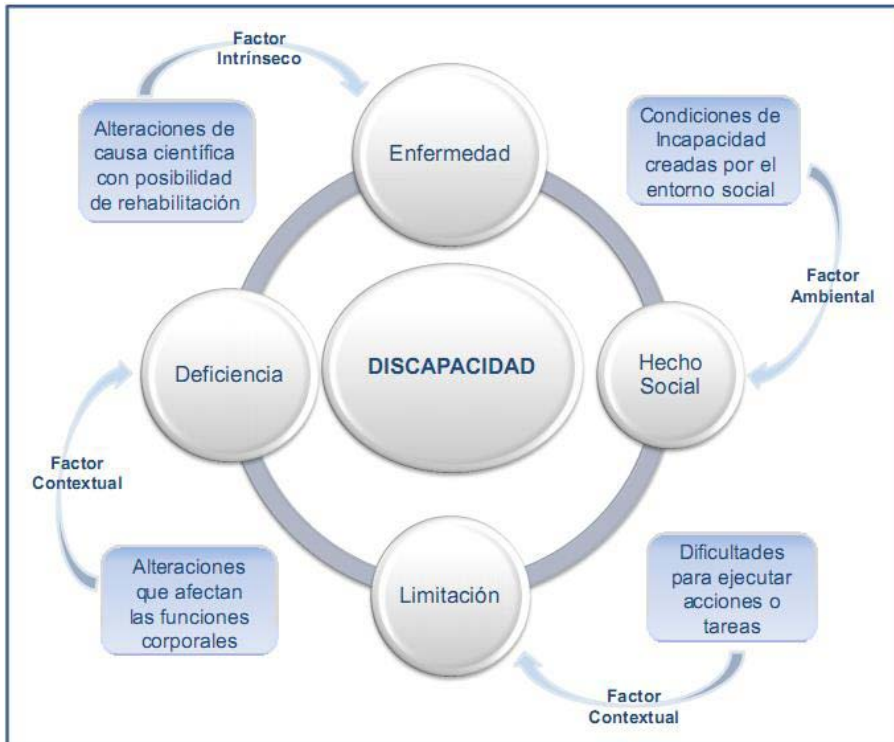 Factor
Intrínseco
Alteraciones de
causa científica
con posibilidad
de rehabilitación
Enfermedad
Condiciones de
Incapacidad
creadas por el
entorno social
Factor
Ambiental
Deficiencia
DISCAPACIDAD
Hecho
Social
Factor
Contextual
Alteraciones
que afectan
las funciones
corporales
Limitación
Dificultades
para ejecutar
acciones o
tareas
Factor
Contextual